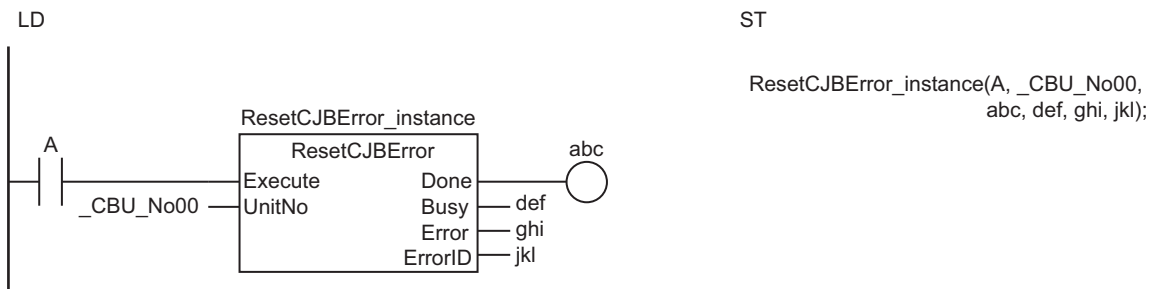 LD
ST
ResetCJBError_instance(A, _CBU_No00,
abc, def, ghi, jkl);
ResetCJBError_instance
A
ResetCJBError
abc
Execute
Done
_CBU_No00
UnitNo
Busy
def
Error
ghi
ErrorID
jkl